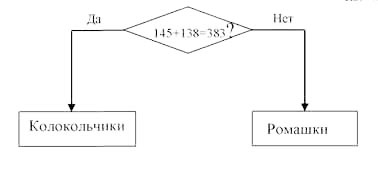 Да
145+138=383?
Нет
Колокольчики
Ромашки